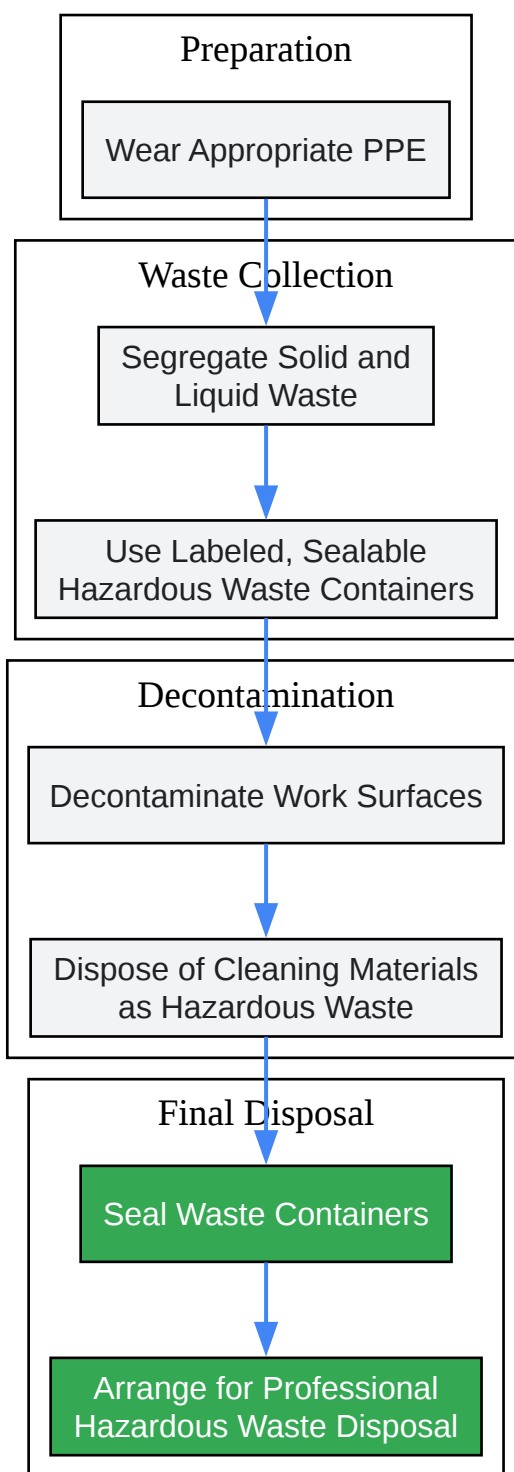 Preparation
Wear Appropriate PPE
Waste Collection
Segregate Solid and
Liquid Waste
Use Labeled, Sealable
Hazardous Waste Containers
Decontamination
Decontaminate Work Surfaces
Dispose of Cleaning Materials
as Hazardous Waste
Final Disposal
Seal Waste Containers
Arrange for Professional
Hazardous Waste Disposal